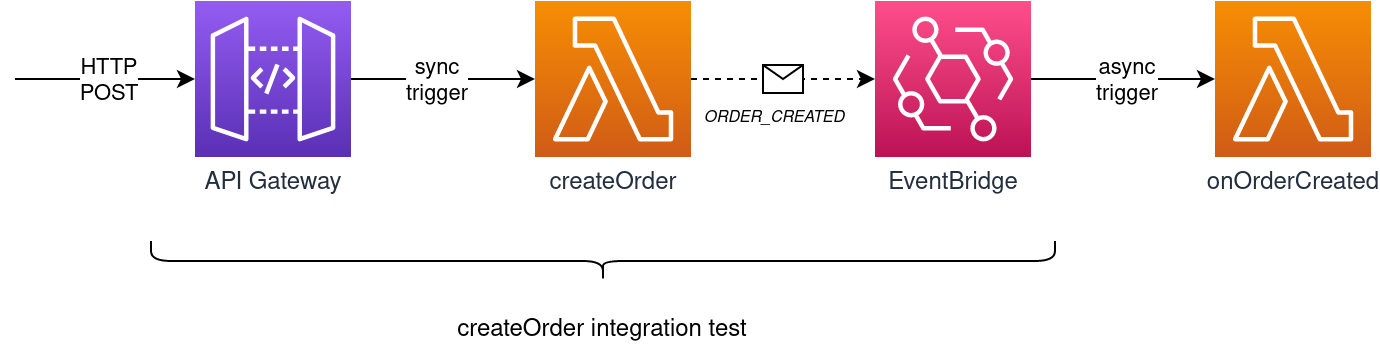 HTTP
POST
sync
trigger
ORDER_CREATED
async
trigger
API Gateway
createOrder
EventBridge
onOrderCreated
createOrder integration test